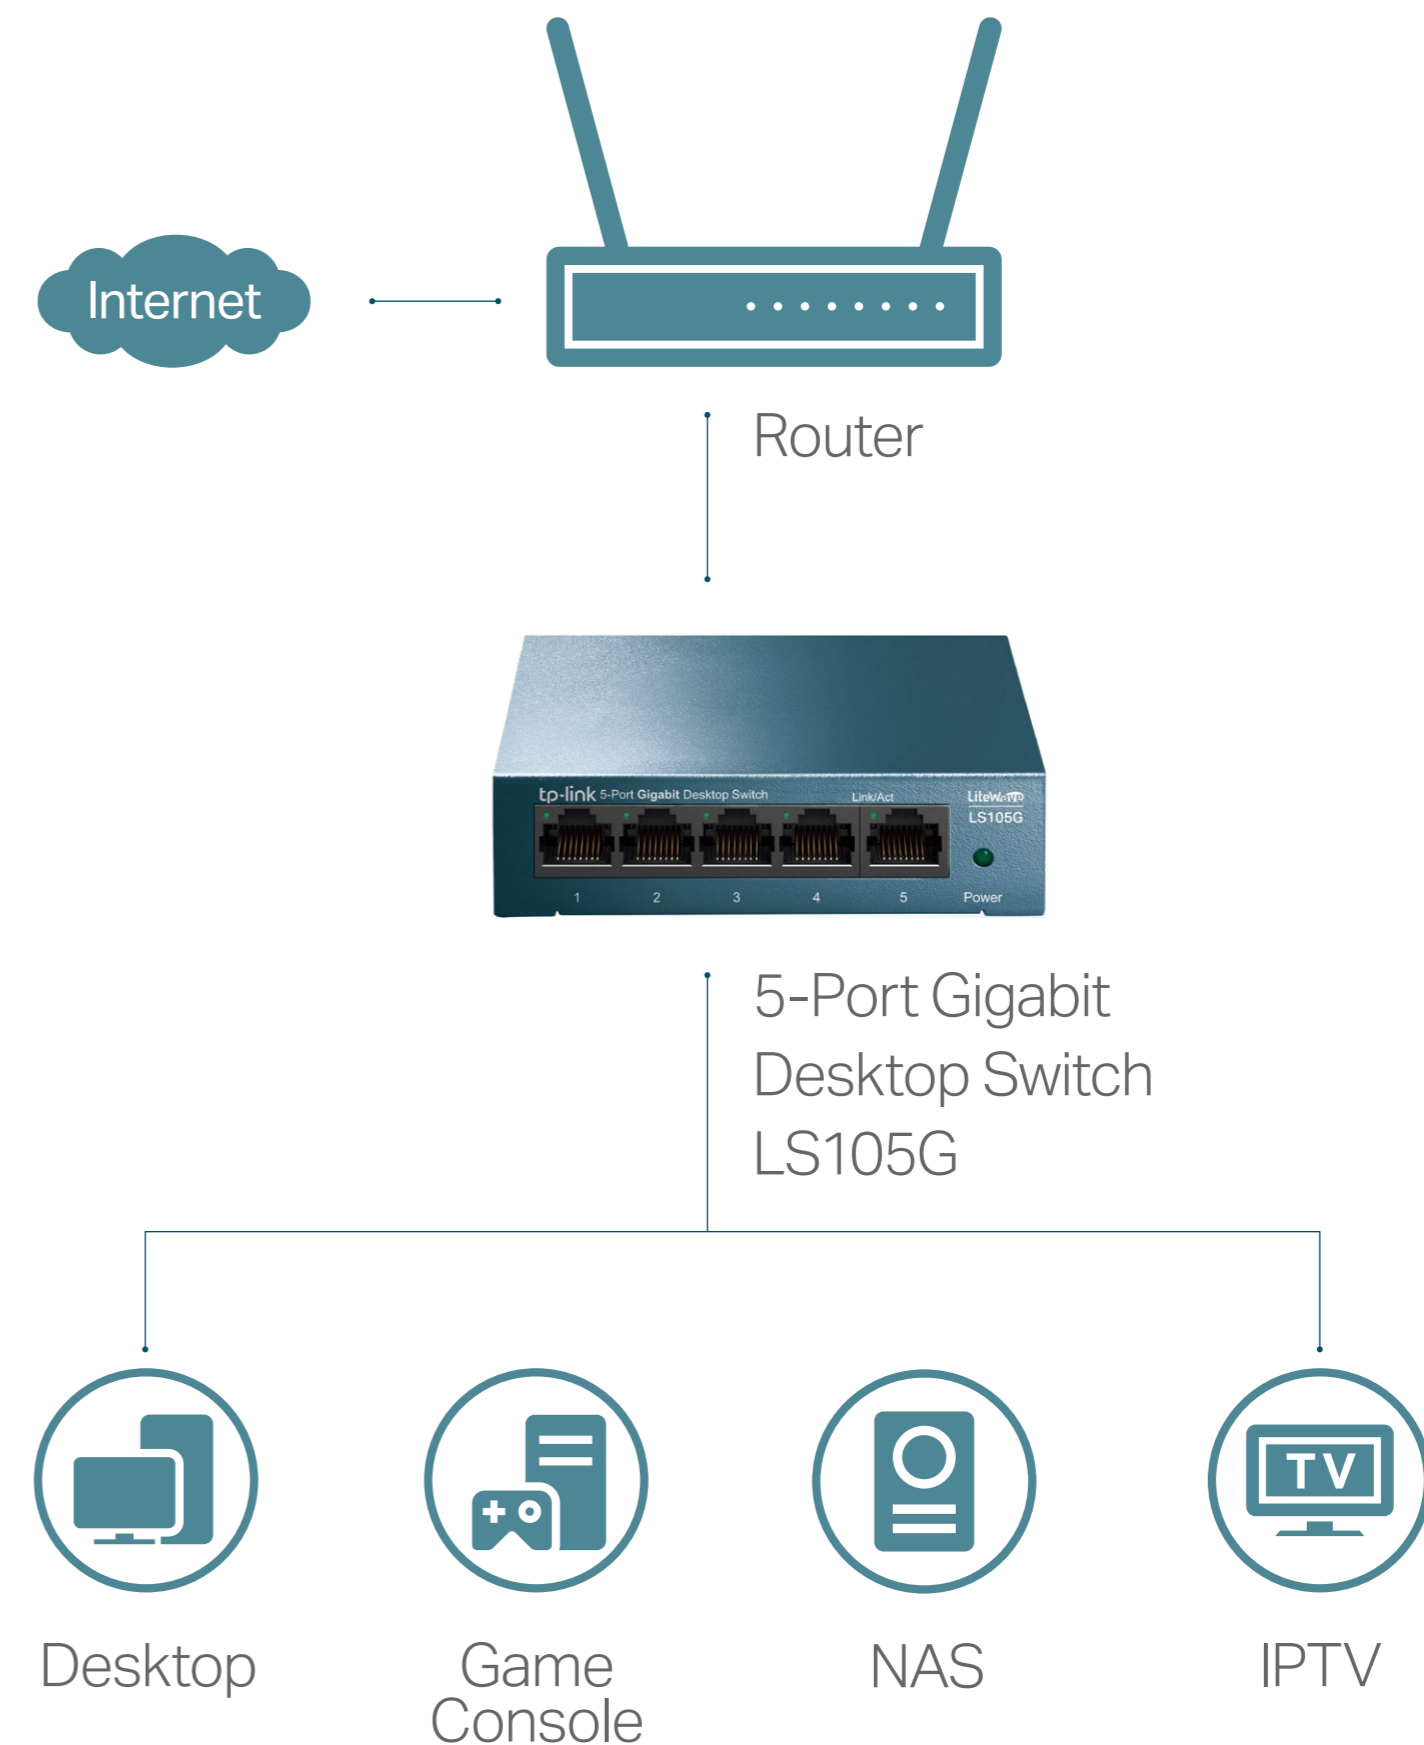 Internet
Router
tp-link 5-Port Gigabit Desktop Switch
Link/Act
LiteWave
LS105G
1 2 3 4 5 Power
5-Port Gigabit
Desktop Switch
LS105G
TV
Desktop
Game
Console
NAS
IPTV